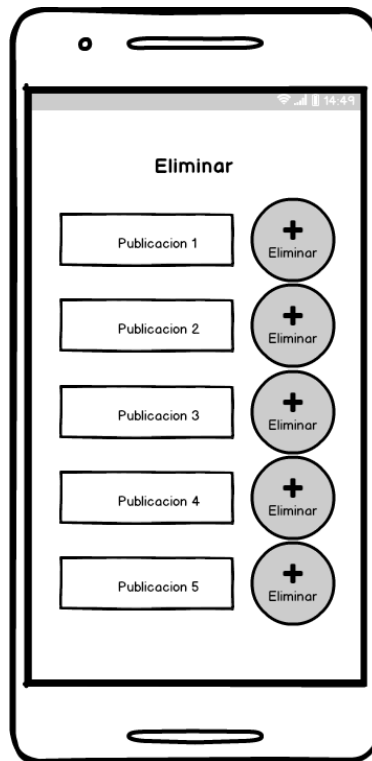 14:49
Eliminar
Publicacion 1
Eliminar
Publicacion 2
Eliminar
Publicacion 3
Eliminar
Publicacion 4
Eliminar
Publicacion 5
Eliminar